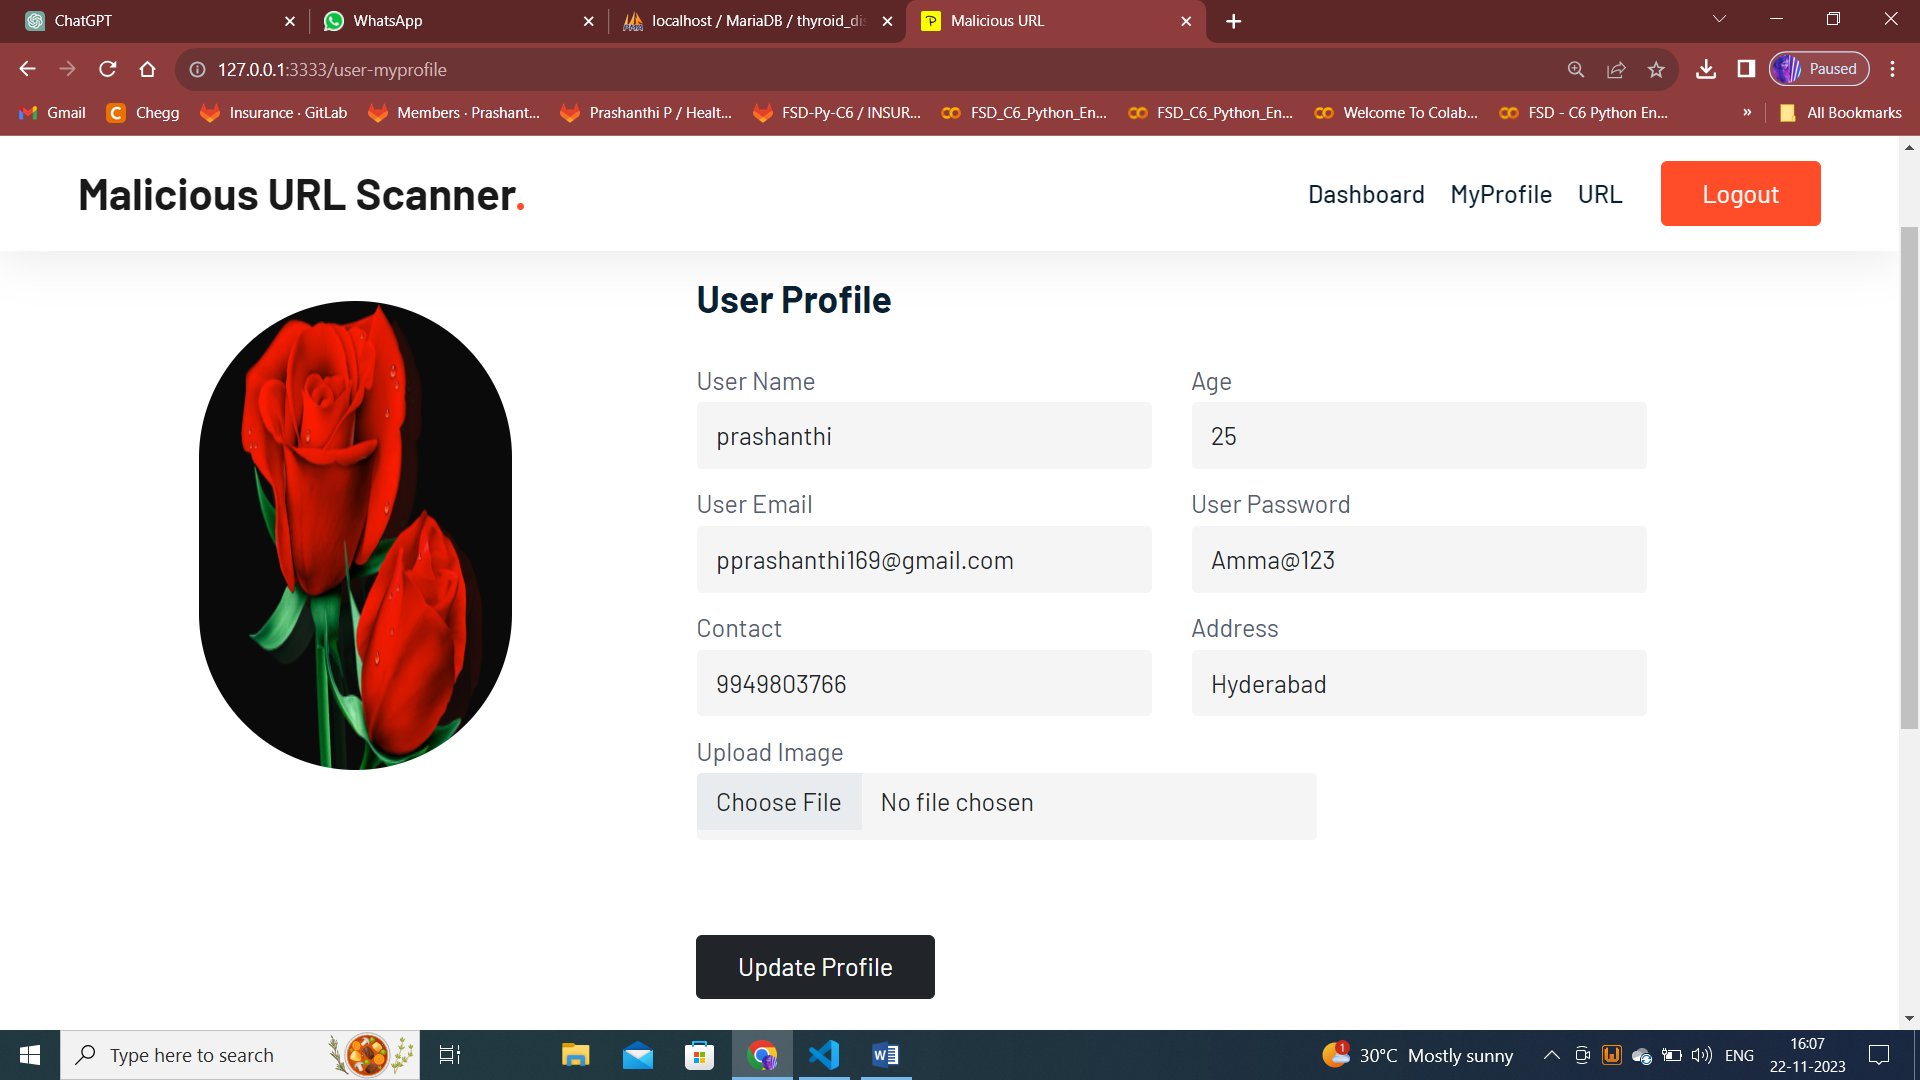 ChatGPT
WhatsApp
localhost / MariaDB / thyroid_dis
Malicious URL
127.0.0.1:3333/user-myprofile
Paused
Gmail
Chegg
Insurance · GitLab
Members · Prashant...
Prashanthi P / Healt...
FSD-Py-C6 / INSUR...
FSD_C6_Python_En...
FSD_C6_Python_En...
Welcome To Colab...
FSD - C6 Python En...
»
All Bookmarks
Malicious URL Scanner.
Dashboard
MyProfile
URL
Logout
User Profile
User Name
Age
prashanthi
25
User Email
User Password
pprashanthi169@gmail.com
Amma@123
Contact
Address
9949803766
Hyderabad
Upload Image
Choose File
No file chosen
Update Profile
Type here to search
1
30°C Mostly sunny
ENG
16:07
22-11-2023